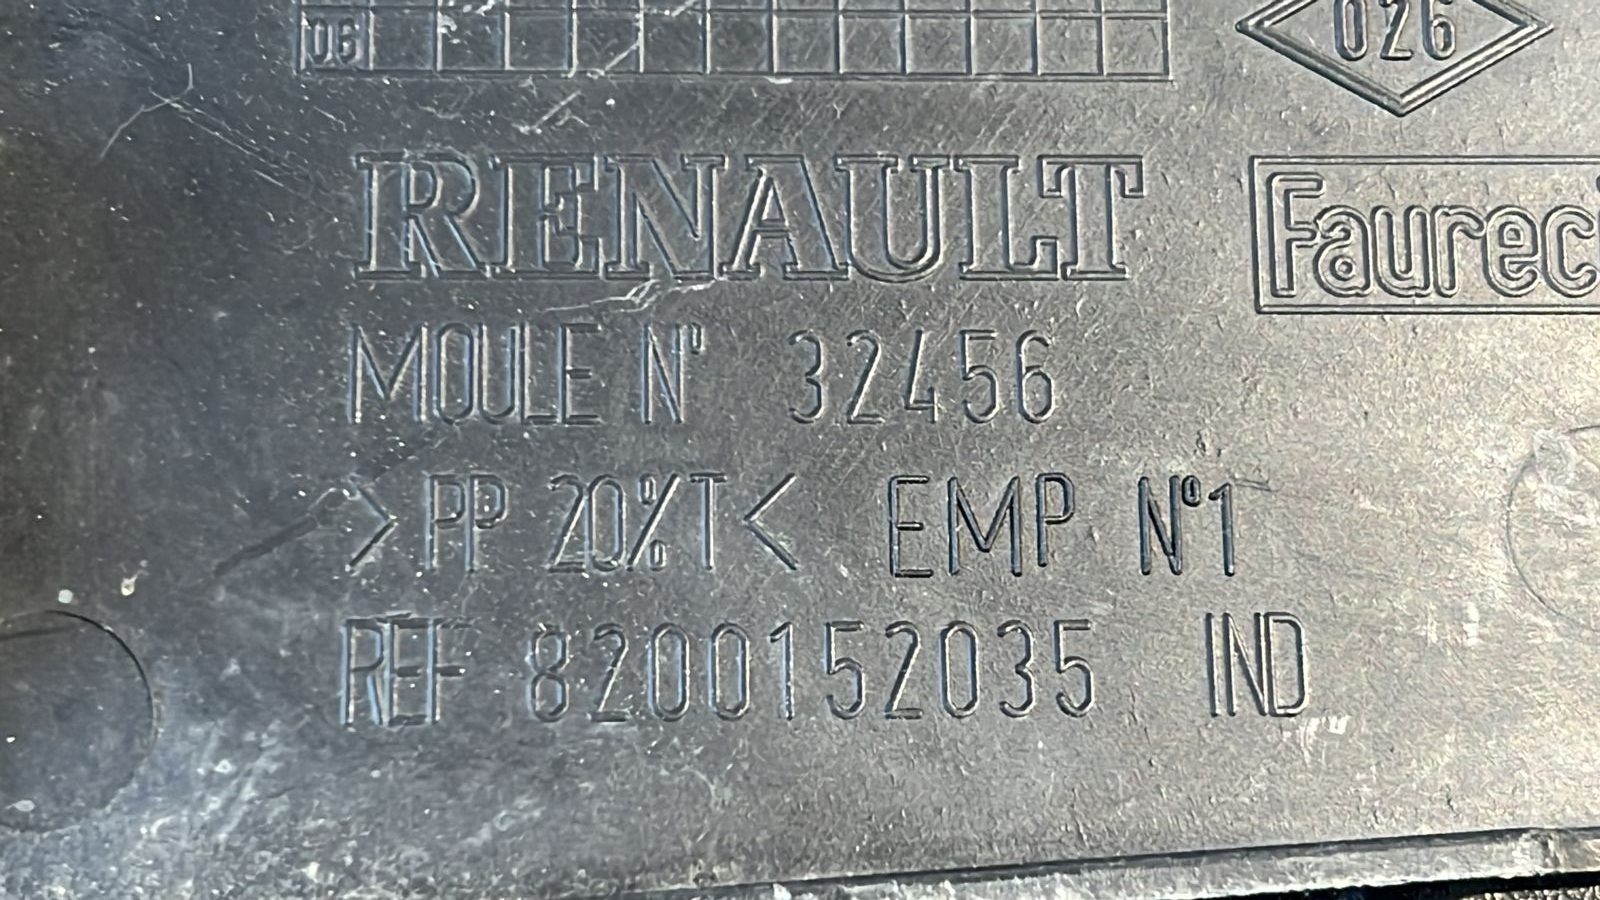 06
026
RENAULT
Faureci
MOULE N° 32456
>PP 20%T< EMP N°1
REF 8200152035 IND